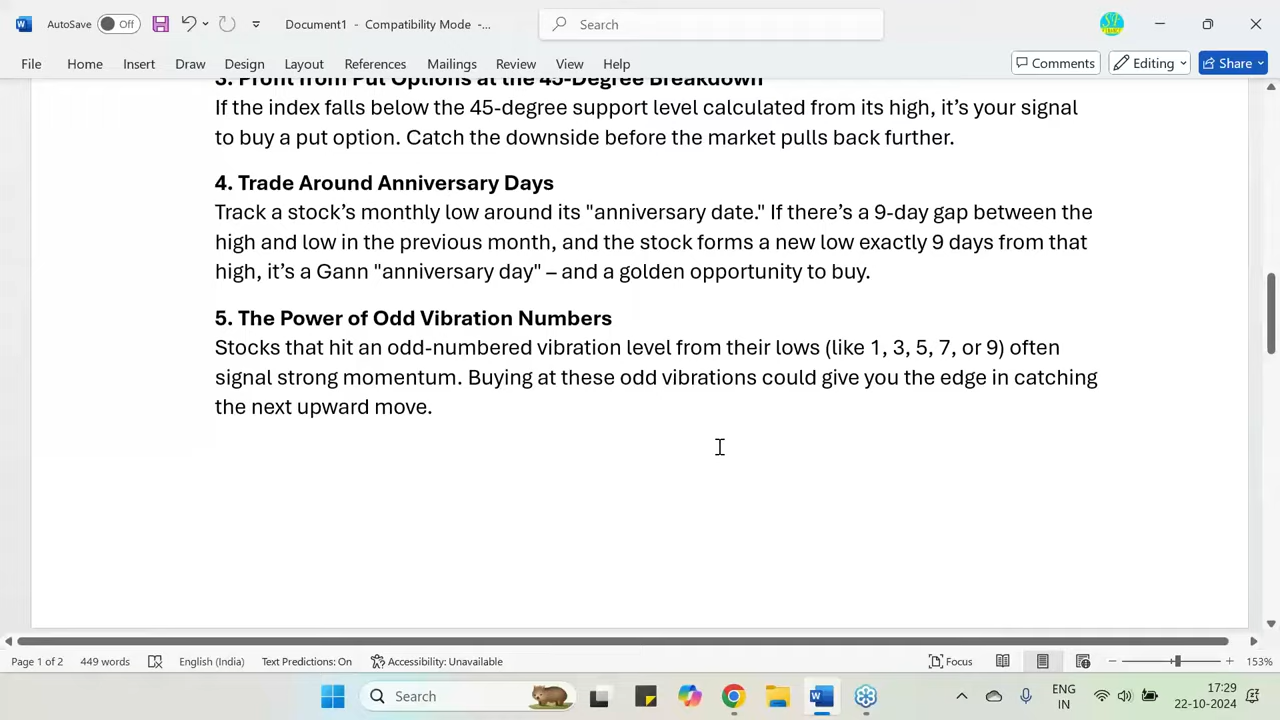 AutoSave Off Document1 - Compatibility Mode -... Search
File Home Insert Draw Design Layout References Mailings Review View Help Comments Editing Share
3. Profit from Put Options at the 45-Degree Breakdown
If the index falls below the 45-degree support level calculated from its high, it’s your signal
to buy a put option. Catch the downside before the market pulls back further.
4. Trade Around Anniversary Days
Track a stock’s monthly low around its "anniversary date." If there’s a 9-day gap between the
high and low in the previous month, and the stock forms a new low exactly 9 days from that
high, it’s a Gann "anniversary day" – and a golden opportunity to buy.
5. The Power of Odd Vibration Numbers
Stocks that hit an odd-numbered vibration level from their lows (like 1, 3, 5, 7, or 9) often
signal strong momentum. Buying at these odd vibrations could give you the edge in catching
the next upward move.
Page 1 of 2 449 words English (India) Text Predictions: On Accessibility: Unavailable Focus 153%
Search ENG 17:29
IN 22-10-2024